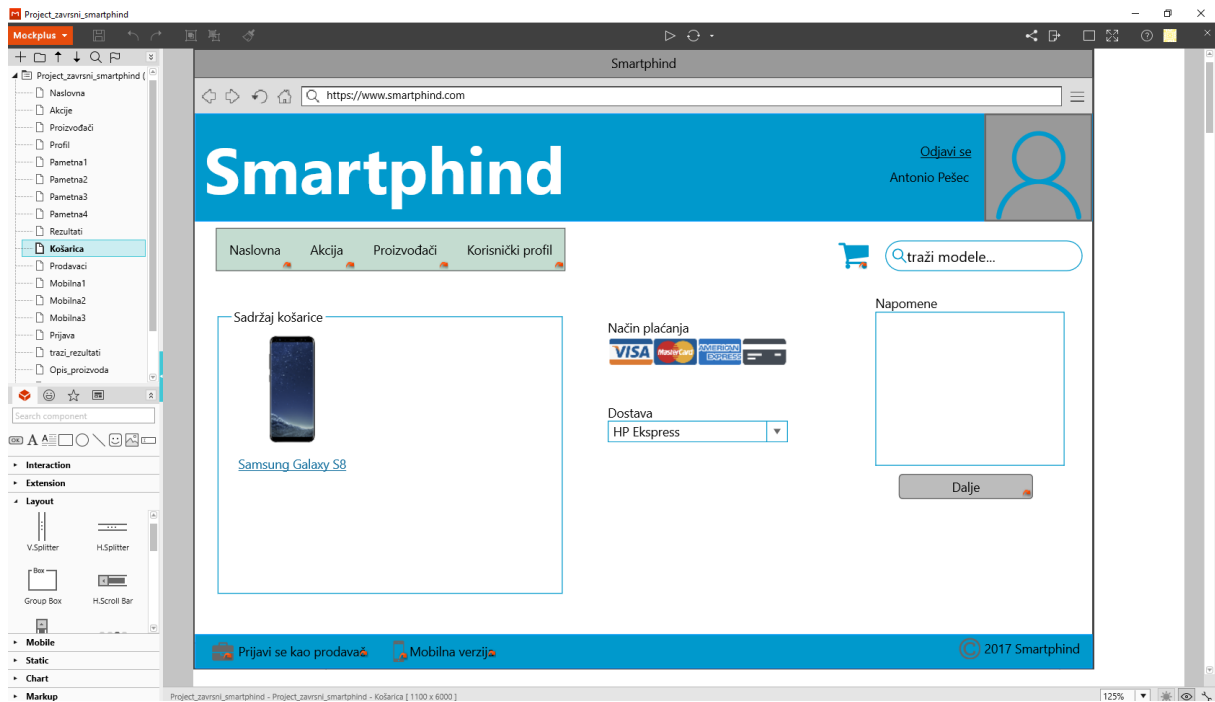 Project_zavrsni_smartphind
Mockplus
Project_zavrsni_smartphind (
Naslovna
Akcije
Proizvođači
Profil
Pametna1
Pametna2
Pametna3
Pametna4
Rezultati
Košarica
Prodavaci
Mobilna1
Mobilna2
Mobilna3
Prijava
trazi_rezultati
Opis_proizvoda
Search component
OK
Interaction
Extension
Layout
V.Splitter
H.Splitter
Box
Group Box
H.Scroll Bar
Mobile
Static
Chart
Markup
Smartphind
https://www.smartphind.com
Smartphind
Odjavi se
Antonio Pešec
Naslovna Akcija Proizvođači Korisnički profil
traži modele...
Sadržaj košarice
Samsung Galaxy S8
Način plaćanja
VISA MasterCard AMERICAN EXPRESS
Dostava
HP Ekspress
Napomene
Dalje
Prijavi se kao prodavač
Mobilna verzija
© 2017 Smartphind
Project_zavrsni_smartphind - Project_zavrsni_smartphind - Košarica [ 1100 x 6000 ]
125%